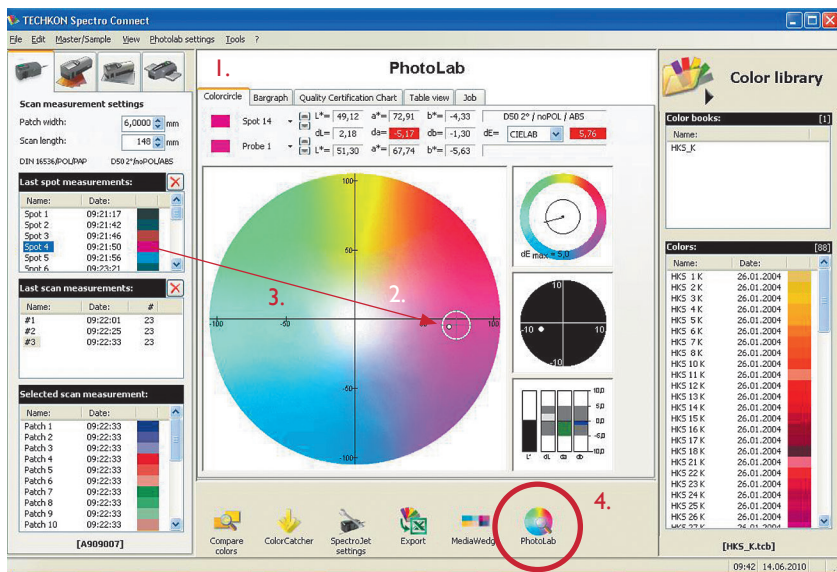 TECHKON Spectro Connect
File Edit Master/Sample View Photolab settings Tools ?
1.
PhotoLab
Color library
Colorcircle Bargraph Quality Certification Chart Table view Job
Scan measurement settings
Patch width: 6,0000 mm
Scan length: 148 mm
DIN 16536/POL/PAP D50 2°/noPOL/ABS
Spot 14 L*= 49,12 a*= 72,91 b*= -4,33 D50 2° / noPOL / ABS
dL= 2,18 da= -5,17 db= -1,30 dE= CIELAB 5,76
Probe 1 L*= 51,30 a*= 67,74 b*= -5,63
Last spot measurements:
Name: Date:
Spot 1 09:21:17
Spot 2 09:21:42
Spot 3 09:21:46
Spot 4 09:21:50
Spot 5 09:21:56
Spot 6 09:23:21
Last scan measurements:
Name: Date: #
#1 09:22:01 23
#2 09:22:25 23
#3 09:22:33 23
Selected scan measurement:
Name: Date:
Patch 1 09:22:33
Patch 2 09:22:33
Patch 3 09:22:33
Patch 4 09:22:33
Patch 5 09:22:33
Patch 6 09:22:33
Patch 7 09:22:33
Patch 8 09:22:33
Patch 9 09:22:33
Patch 10 09:22:33
[A909007]
100
50
3.
2.
-100 -50 50 100
-50
-100
dE max = 5,0
10
-10 10
-10
10,0
5,0
0,0
-5,0
-10,0
L* dL da db
Color books: [1]
Name:
HKS_K
Colors: [88]
Name: Date:
HKS 1 K 26.01.2004
HKS 2 K 26.01.2004
HKS 3 K 26.01.2004
HKS 4 K 26.01.2004
HKS 5 K 26.01.2004
HKS 6 K 26.01.2004
HKS 7 K 26.01.2004
HKS 8 K 26.01.2004
HKS 10 K 26.01.2004
HKS 11 K 26.01.2004
HKS 12 K 26.01.2004
HKS 13 K 26.01.2004
HKS 14 K 26.01.2004
HKS 15 K 26.01.2004
HKS 16 K 26.01.2004
HKS 17 K 26.01.2004
HKS 18 K 26.01.2004
HKS 21 K 26.01.2004
HKS 22 K 26.01.2004
HKS 23 K 26.01.2004
HKS 24 K 26.01.2004
HKS 25 K 26.01.2004
HKS 26 K 26.01.2004
HKS 27 K 26.01.2004
[HKS_K.tcb]
4.
Compare colors
ColorCatcher
SpectroJet settings
Export
MediaWedge
PhotoLab
09:42 14.06.2010